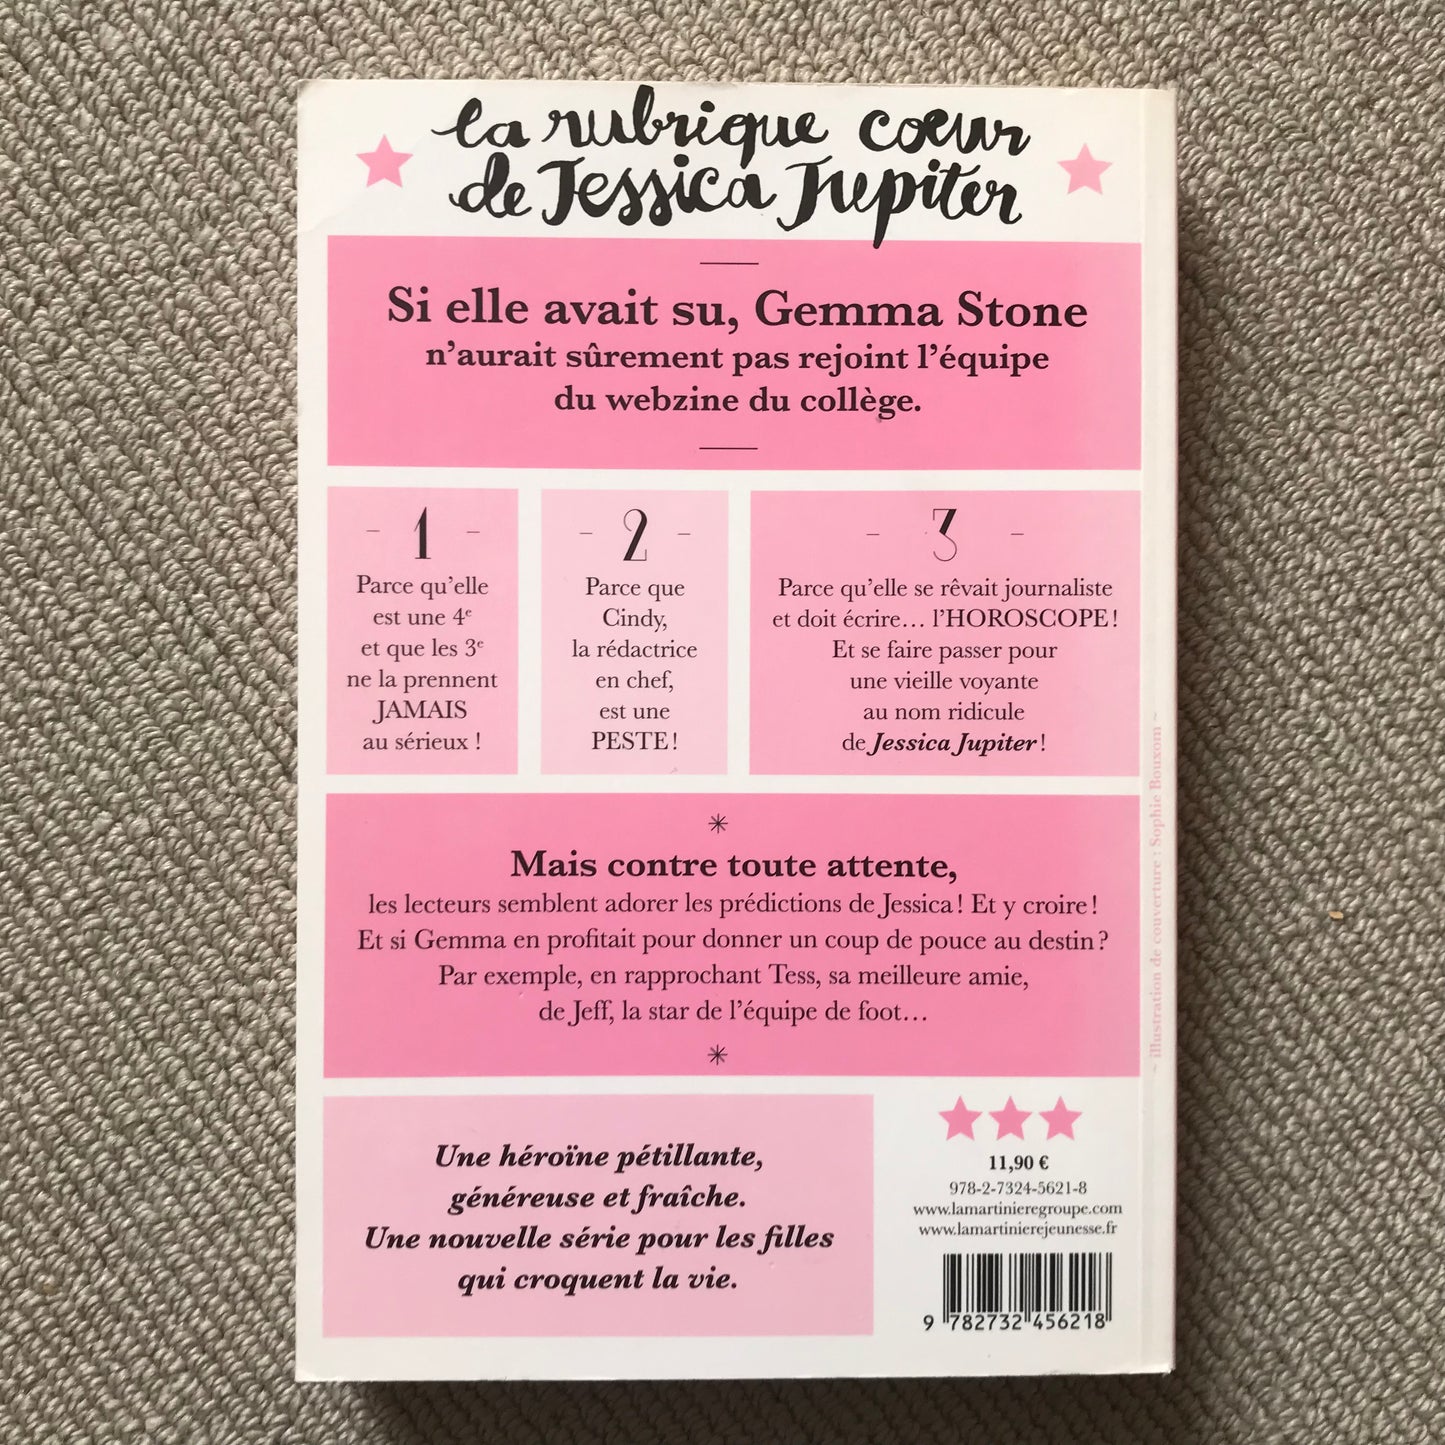 la rubrique cœur
de Jessica Jupiter
Si elle avait su, Gemma Stone
n'aurait sûrement pas rejoint l'équipe
du webzine du collège.
- 1 -
Parce qu'elle
est une 4e
et que les 3e
ne la prennent
JAMAIS
au sérieux !
- 2 -
Parce que
Cindy,
la rédactrice
en chef,
est une
PESTE !
- 3 -
Parce qu'elle se rêvait journaliste
et doit écrire… l'HOROSCOPE !
Et se faire passer pour
une vieille voyante
au nom ridicule
de Jessica Jupiter !
Mais contre toute attente,
les lecteurs semblent adorer les prédictions de Jessica ! Et y croire !
Et si Gemma en profitait pour donner un coup de pouce au destin ?
Par exemple, en rapprochant Tess, sa meilleure amie,
de Jeff, la star de l'équipe de foot…
Une héroïne pétillante,
généreuse et fraîche.
Une nouvelle série pour les filles
qui croquent la vie.
11,90 €
978-2-7324-5621-8
www.lamartinieregroupe.com
www.lamartinierejeunesse.fr
9 782732 456218
~ illustration de couverture : Sophie Bouxom ~